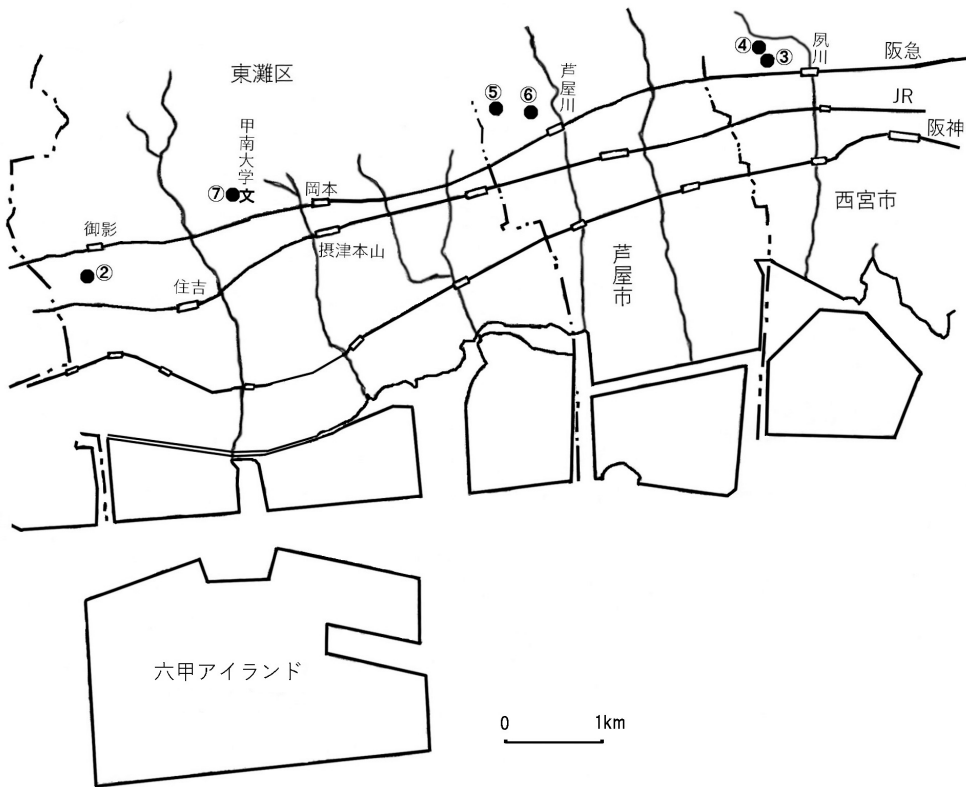 ④
③
夙川
阪急
東灘区
⑤
⑥
芦屋川
JR
阪神
甲南大学
⑦
文
岡本
西宮市
御影
摂津本山
②
住吉
芦屋市
六甲アイランド
0
1km